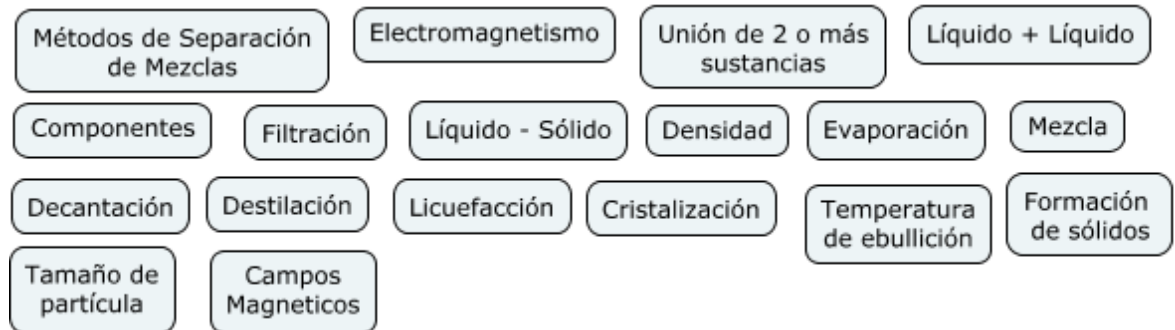 Métodos de Separación
de Mezclas
Electromagnetismo
Unión de 2 o más
sustancias
Líquido + Líquido
Componentes
Filtración
Líquido - Sólido
Densidad
Evaporación
Mezcla
Decantación
Destilación
Licuefacción
Cristalización
Temperatura
de ebullición
Formación
de sólidos
Tamaño de
partícula
Campos
Magneticos